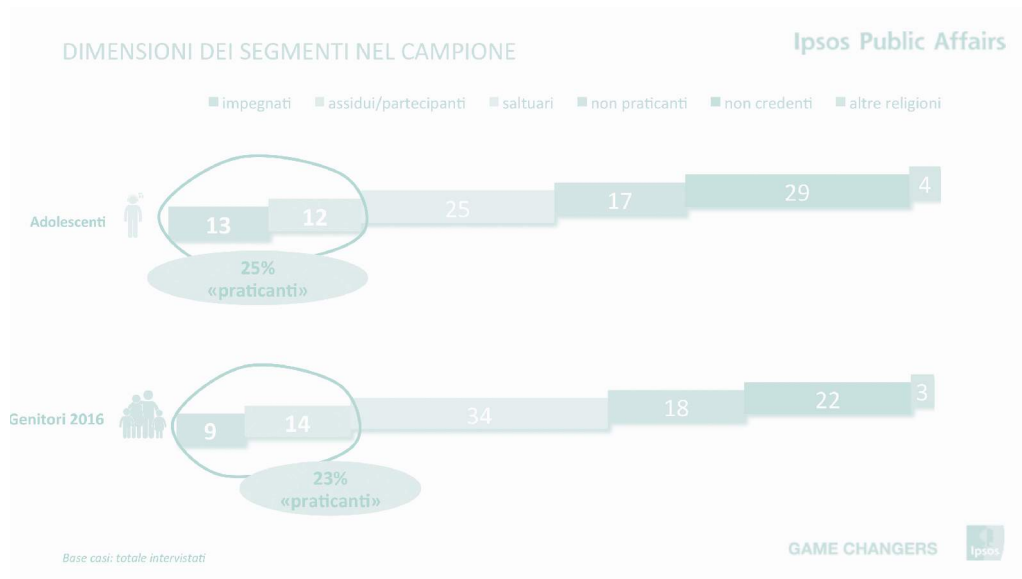 DIMENSIONI DEI SEGMENTI NEL CAMPIONE
Ipsos Public Affairs
impegnati assidui/partecipanti saltuari non praticanti non credenti altre religioni
Adolescenti
13 12 25 17 29 4
25%
«praticanti»
Genitori 2016
9 14 34 18 22 3
23%
«praticanti»
Base casi: totale intervistati
GAME CHANGERS
Ipsos